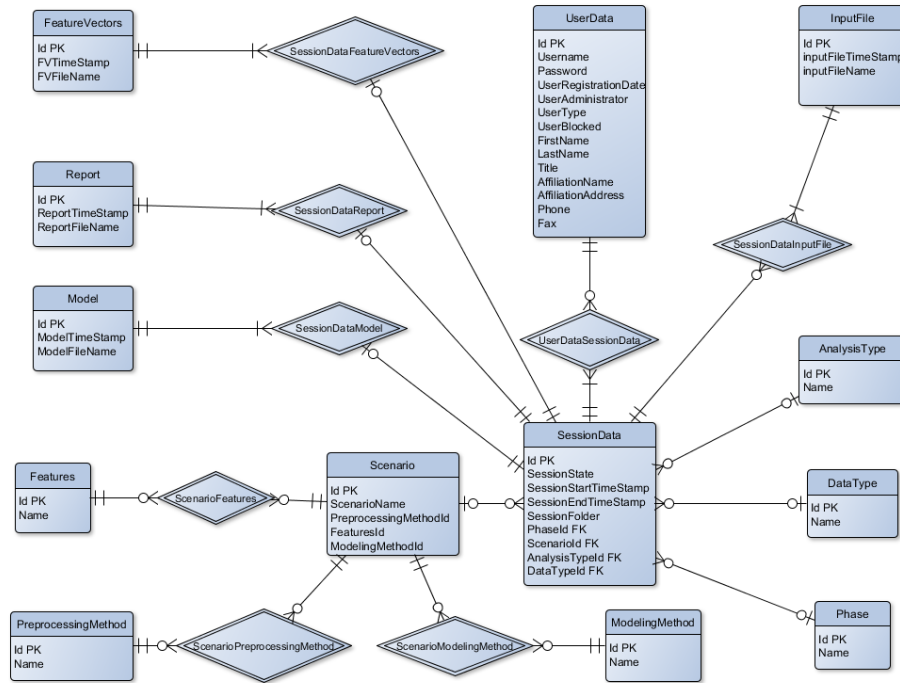 FeatureVectors
Id PK
FVTimeStamp
FVFileName
SessionDataFeatureVectors
UserData
Id PK
Username
Password
UserRegistrationDate
UserAdministrator
UserType
UserBlocked
FirstName
LastName
Title
AffiliationName
AffiliationAddress
Phone
Fax
InputFile
Id PK
inputFileTimeStamp
inputFileName
Report
Id PK
ReportTimeStamp
ReportFileName
SessionDataReport
SessionDataInputFile
Model
Id PK
ModelTimeStamp
ModelFileName
SessionDataModel
UserDataSessionData
AnalysisType
Id PK
Name
SessionData
Id PK
SessionState
SessionStartTimeStamp
SessionEndTimeStamp
SessionFolder
PhaseId FK
ScenarioId FK
AnalysisTypeId FK
DataTypeId FK
Features
Id PK
Name
ScenarioFeatures
Scenario
Id PK
ScenarioName
PreprocessingMethodId
FeaturesId
ModelingMethodId
DataType
Id PK
Name
PreprocessingMethod
Id PK
Name
ScenarioPreprocessingMethod
ScenarioModelingMethod
ModelingMethod
Id PK
Name
Phase
Id PK
Name